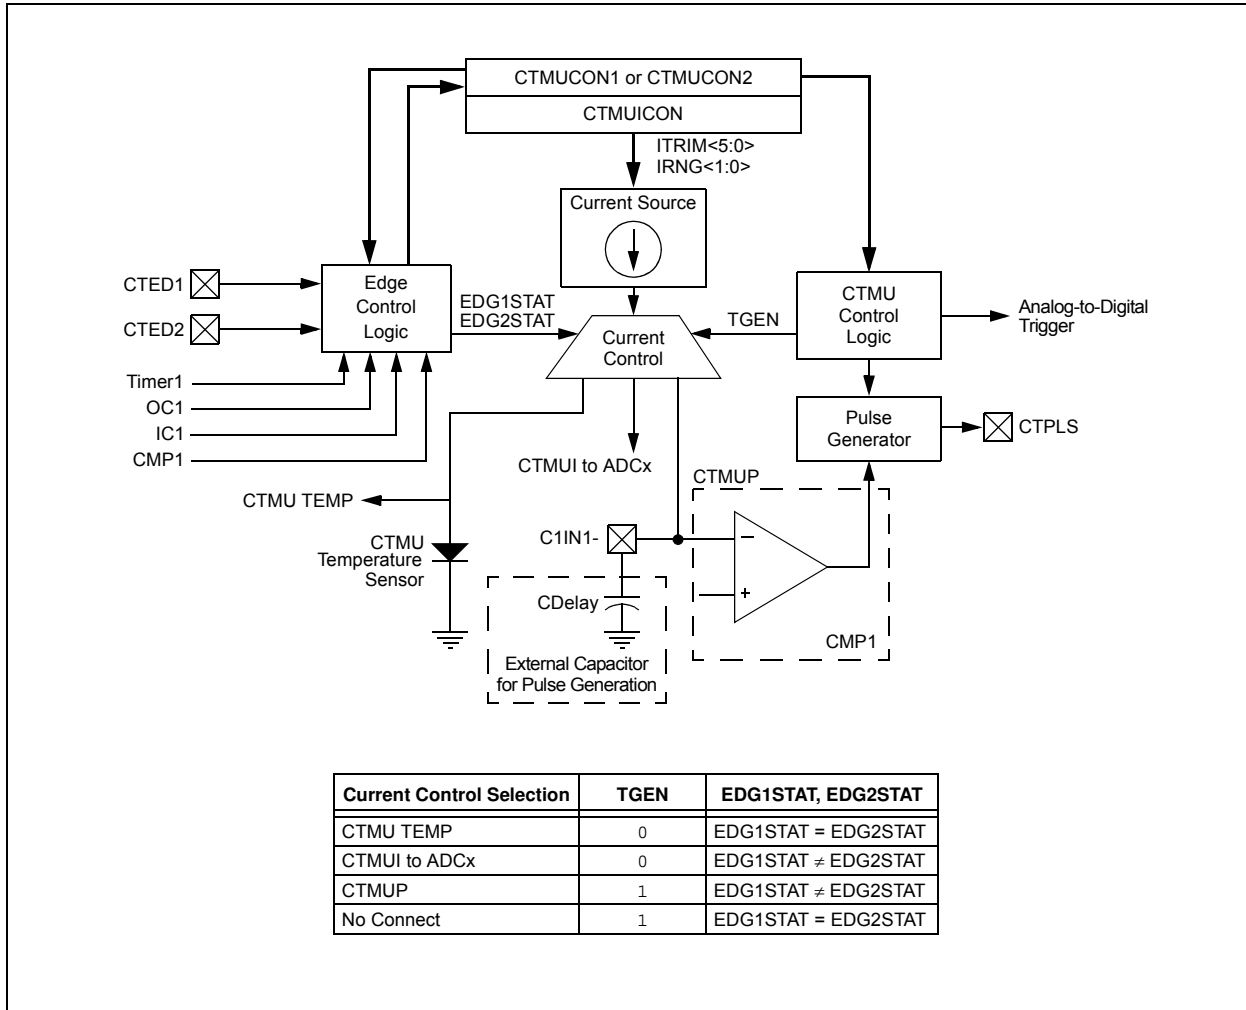 CTMUCON1 or CTMUCON2
CTMUICON
ITRIM<5:0>
IRNG<1:0>
Current Source
CTED1
CTED2
Edge
Control
Logic
EDG1STAT
EDG2STAT
Current
Control
TGEN
CTMU
Control
Logic
Analog-to-Digital
Trigger
Timer1
OC1
IC1
CMP1
Pulse
Generator
CTPLS
CTMUI to ADCx
CTMUP
CTMU TEMP
C1IN1-
CTMU
Temperature
Sensor
CDelay
–
+
CMP1
External Capacitor
for Pulse Generation
Current Control Selection TGEN EDG1STAT, EDG2STAT
CTMU TEMP 0 EDG1STAT = EDG2STAT
CTMUI to ADCx 0 EDG1STAT ≠ EDG2STAT
CTMUP 1 EDG1STAT ≠ EDG2STAT
No Connect 1 EDG1STAT = EDG2STAT